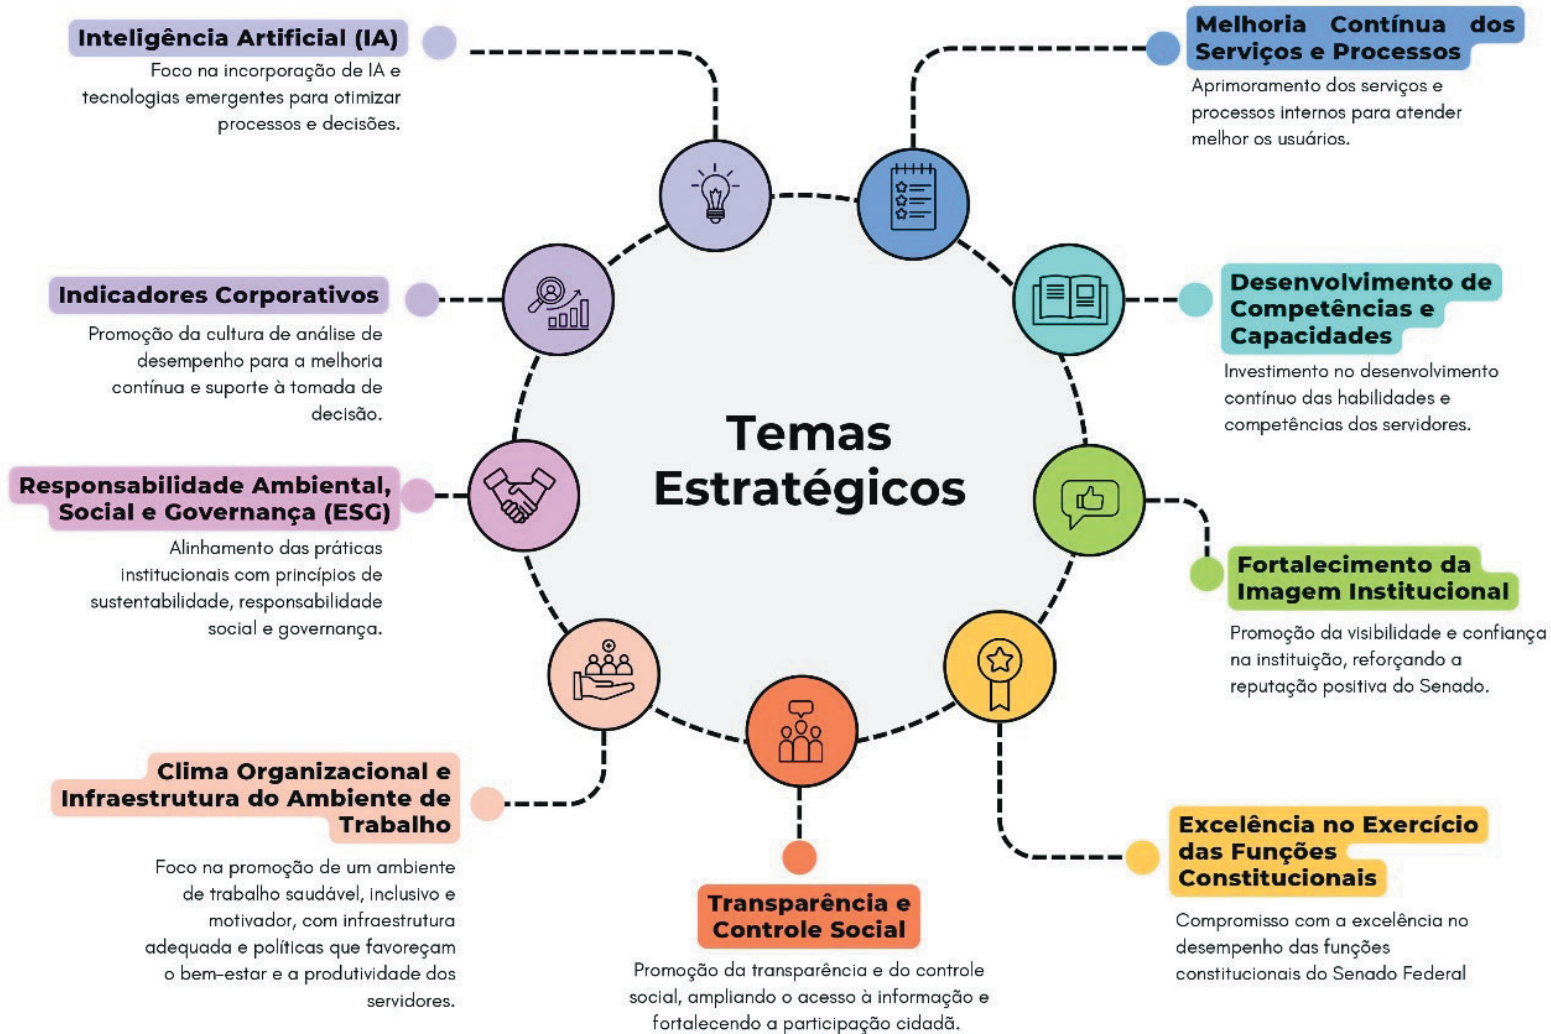 Inteligência Artificial (IA)
Foco na incorporação de IA e
tecnologias emergentes para otimizar
processos e decisões.
Melhoria Contínua dos
Serviços e Processos
Aprimoramento dos serviços e
processos internos para atender
melhor os usuários.
Indicadores Corporativos
Promoção da cultura de análise de
desempenho para a melhoria
contínua e suporte à tomada de
decisão.
Desenvolvimento de
Competências e
Capacidades
Investimento no desenvolvimento
contínuo das habilidades e
competências dos servidores.
Temas
Estratégicos
Responsabilidade Ambiental,
Social e Governança (ESG)
Alinhamento das práticas
institucionais com princípios de
sustentabilidade, responsabilidade
social e governança.
Fortalecimento da
Imagem Institucional
Promoção da visibilidade e confiança
na instituição, reforçando a
reputação positiva do Senado.
Clima Organizacional e
Infraestrutura do Ambiente de
Trabalho
Foco na promoção de um ambiente
de trabalho saudável, inclusivo e
motivador, com infraestrutura
adequada e políticas que favoreçam
o bem-estar e a produtividade dos
servidores.
Transparência e
Controle Social
Promoção da transparência e do controle
social, ampliando o acesso à informação e
fortalecendo a participação cidadã.
Excelência no Exercício
das Funções
Constitucionais
Compromisso com a excelência no
desempenho das funções
constitucionais do Senado Federal